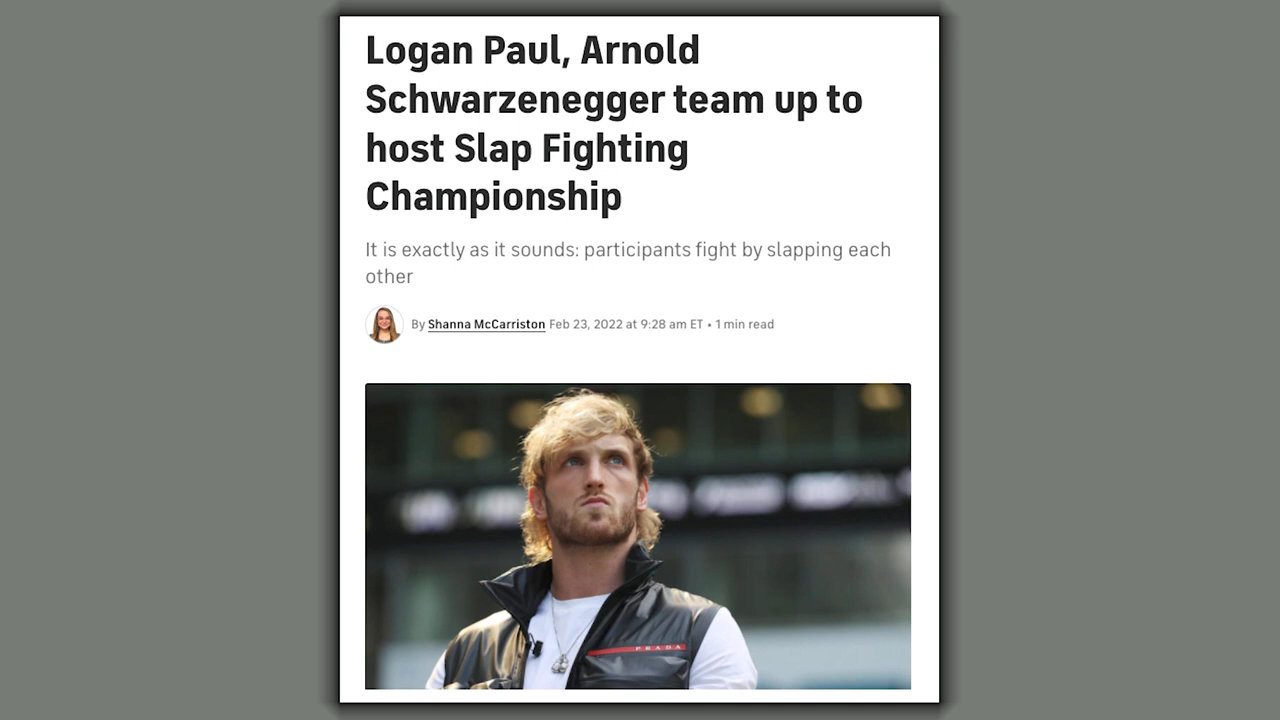 Logan Paul, Arnold
Schwarzenegger team up to
host Slap Fighting
Championship
It is exactly as it sounds: participants fight by slapping each
other
By Shanna McCarriston Feb 23, 2022 at 9:28 am ET • 1 min read
PRADA